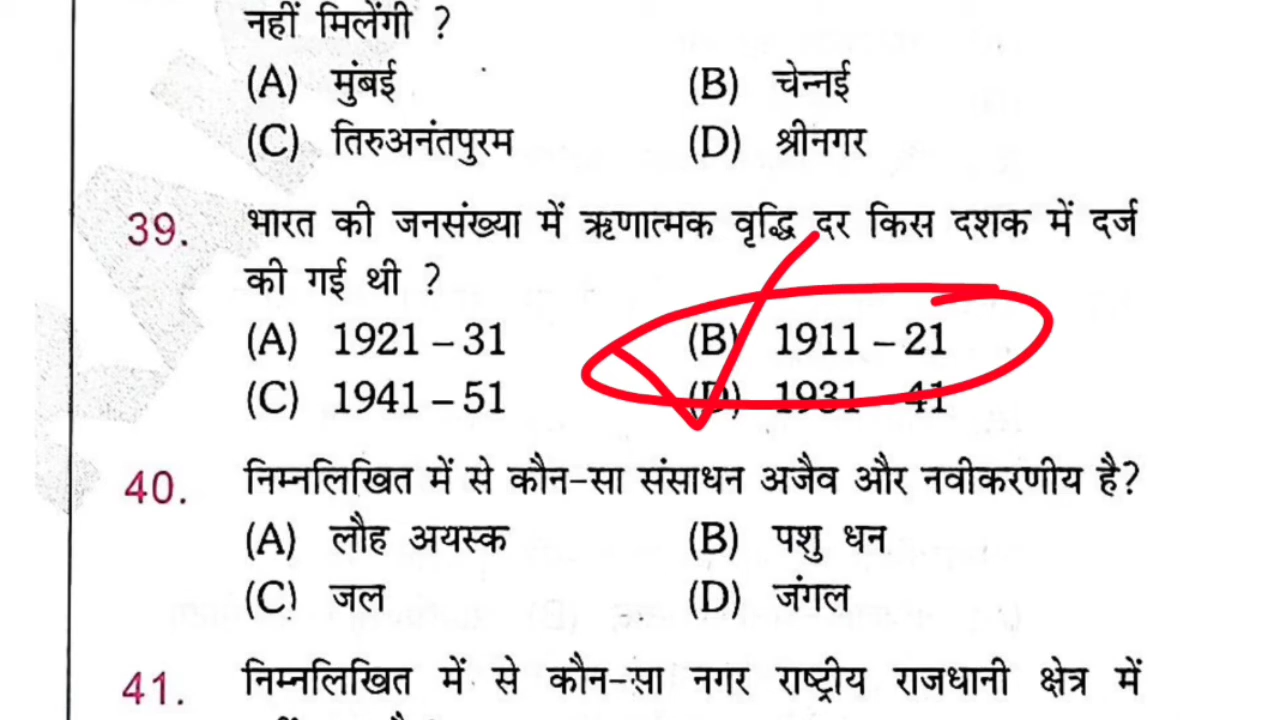 नहीं मिलेंगी ?
(A) मुंबई (B) चेन्नई
(C) तिरुअनंतपुरम (D) श्रीनगर
39. भारत की जनसंख्या में ऋणात्मक वृद्धि दर किस दशक में दर्ज
की गई थी ?
(A) 1921 – 31 (B) 1911 – 21
(C) 1941 – 51 (D) 1931 – 41
40. निम्नलिखित में से कौन-सा संसाधन अजैव और नवीकरणीय है?
(A) लौह अयस्क (B) पशु धन
(C) जल (D) जंगल
41. निम्नलिखित में से कौन-सा नगर राष्ट्रीय राजधानी क्षेत्र में